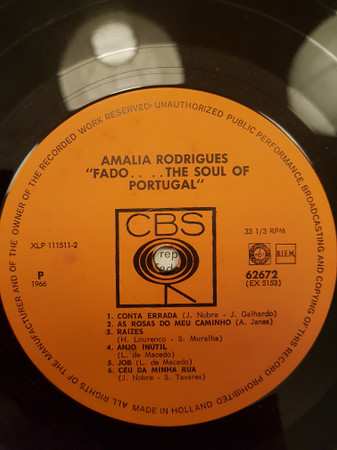 ALL RIGHTS OF THE MANUFACTURER AND OF THE OWNER OF THE RECORDED WORK RESERVED·UNAUTHORIZED PUBLIC PERFORMANCE, BROADCASTING AND COPYING OF THIS RECORD PROHIBITED
AMALIA RODRIGUES
"FADO.. ..THE SOUL OF
PORTUGAL"
CBS
XLP 111511-2
33 1/3 RPM
B.I.E.M.
P
1966
62672
(EX 5153)
1. CONTA ERRADA (J. Nobre - J. Galhardo)
2. AS ROSAS DO MEU CAMINHO (A. Janes)
3. RAIZES
(H. Lourenco - S. Muralha)
4. ANJO INUTIL
(L. de Macedo)
5. JOB (L. de Macedo)
6. CÉU DA MINHA RUA
(J. Nobre - S. Tavares)
MADE IN HOLLAND